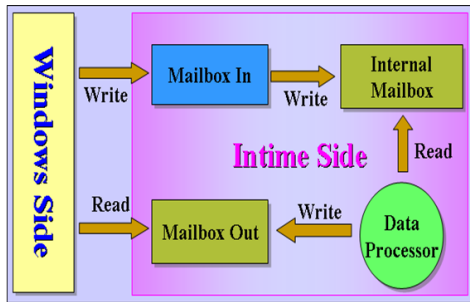 Windows Side
Mailbox In
Internal
Mailbox
Write
Write
Intime Side
Read
Read
Write
Mailbox Out
Data
Processor